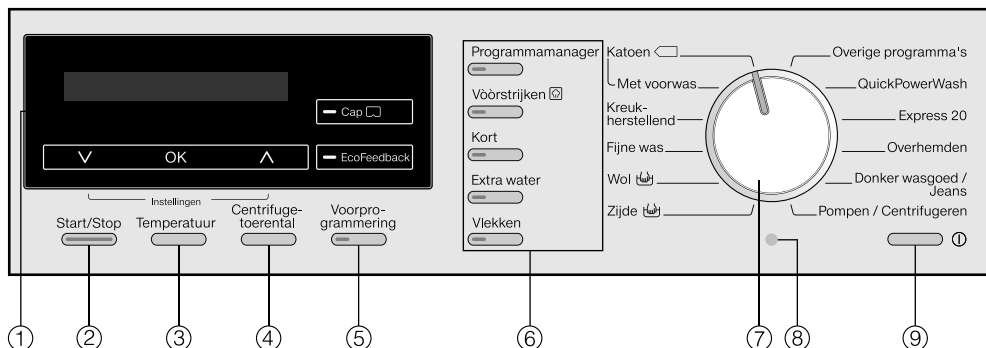 Cap
EcoFeedback
OK
Instellingen
Start/Stop
Temperatuur
Centrifuge-
toerental
Voorpro-
grammering
Programmamanager
Vòòrstrijken
Kort
Extra water
Vlekken
Katoen
Met voorwas
Kreuk-
herstellend
Fijne was
Wol
Zijde
Overige programma's
QuickPowerWash
Express 20
Overhemden
Donker wasgoed /
Jeans
Pompen / Centrifugeren
1
2
3
4
5
6
7
8
9